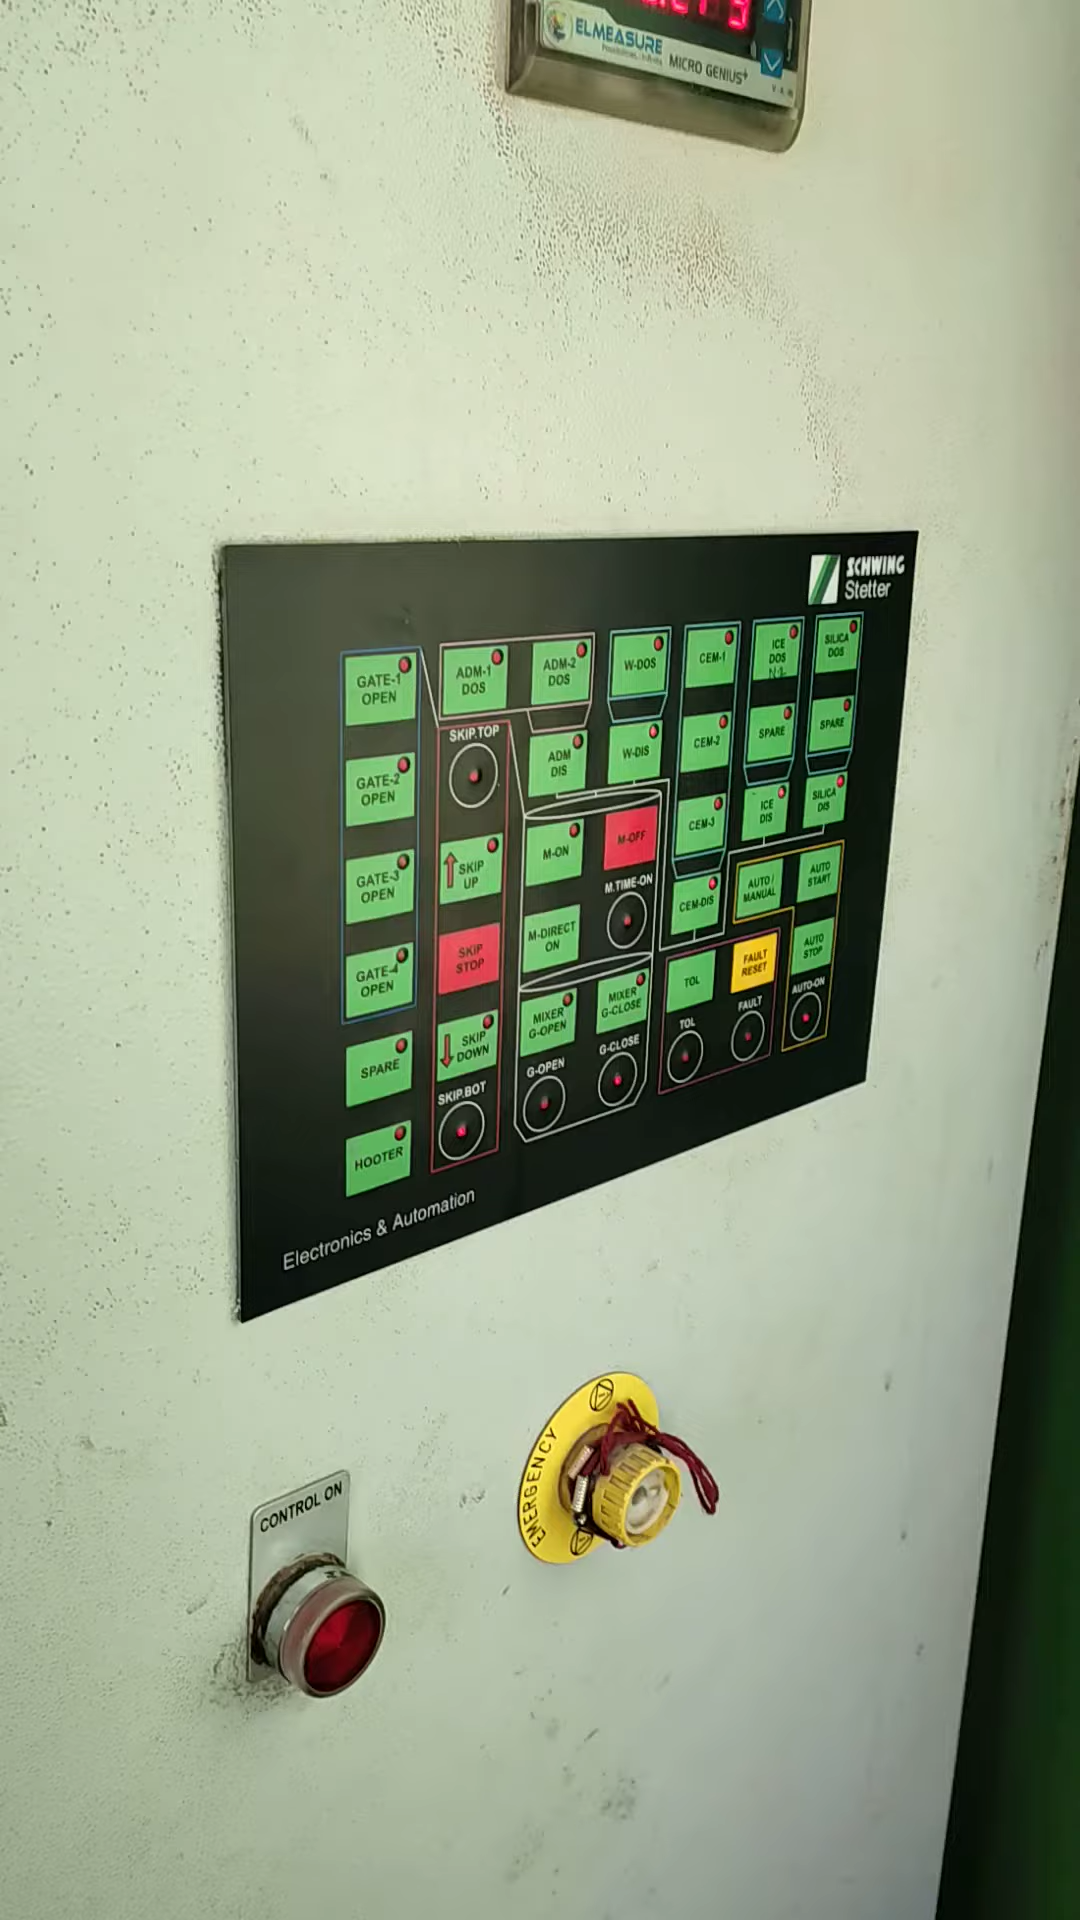 ELMEASURE
MICRO GENIUS+
SCHWING
Stetter
GATE-1
OPEN
ADM-1
DOS
ADM-2
DOS
W-DOS
CEM-1
ICE
DOS
SILICA
DOS
SKIP.TOP
GATE-2
OPEN
ADM
DIS
W-DIS
CEM-2
SPARE
SPARE
GATE-3
OPEN
SKIP
UP
M-ON
M-OFF
CEM-3
ICE
DIS
SILICA
DIS
M.TIME-ON
CEM-DIS
AUTO /
MANUAL
AUTO
START
GATE-4
OPEN
SKIP
STOP
M-DIRECT
ON
TOL
FAULT
RESET
AUTO
STOP
SPARE
SKIP
DOWN
MIXER
G-OPEN
MIXER
G-CLOSE
TOL
FAULT
AUTO-ON
SKIP.BOT
G-OPEN
G-CLOSE
HOOTER
Electronics & Automation
CONTROL ON
EMERGENCY